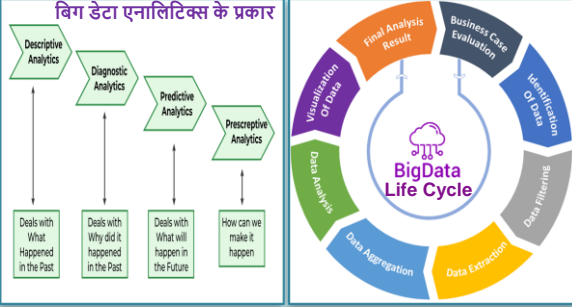 बिग डेटा एनालिटिक्स के प्रकार
Descriptive
Analytics
Diagnostic
Analytics
Predictive
Analytics
Prescreptive
Analytics
Deals with
What
Happened
in the Past
Deals with
Why did it
happened
in the Past
Deals with
What will
happen in
the Future
How can we
make it
happen
Business Case
Evaluation
Identification
Of Data
Data Filtering
Data Extraction
Data Aggregation
Data Analysis
Visualization
Of Data
Final Analysis
Result
BigData
Life Cycle